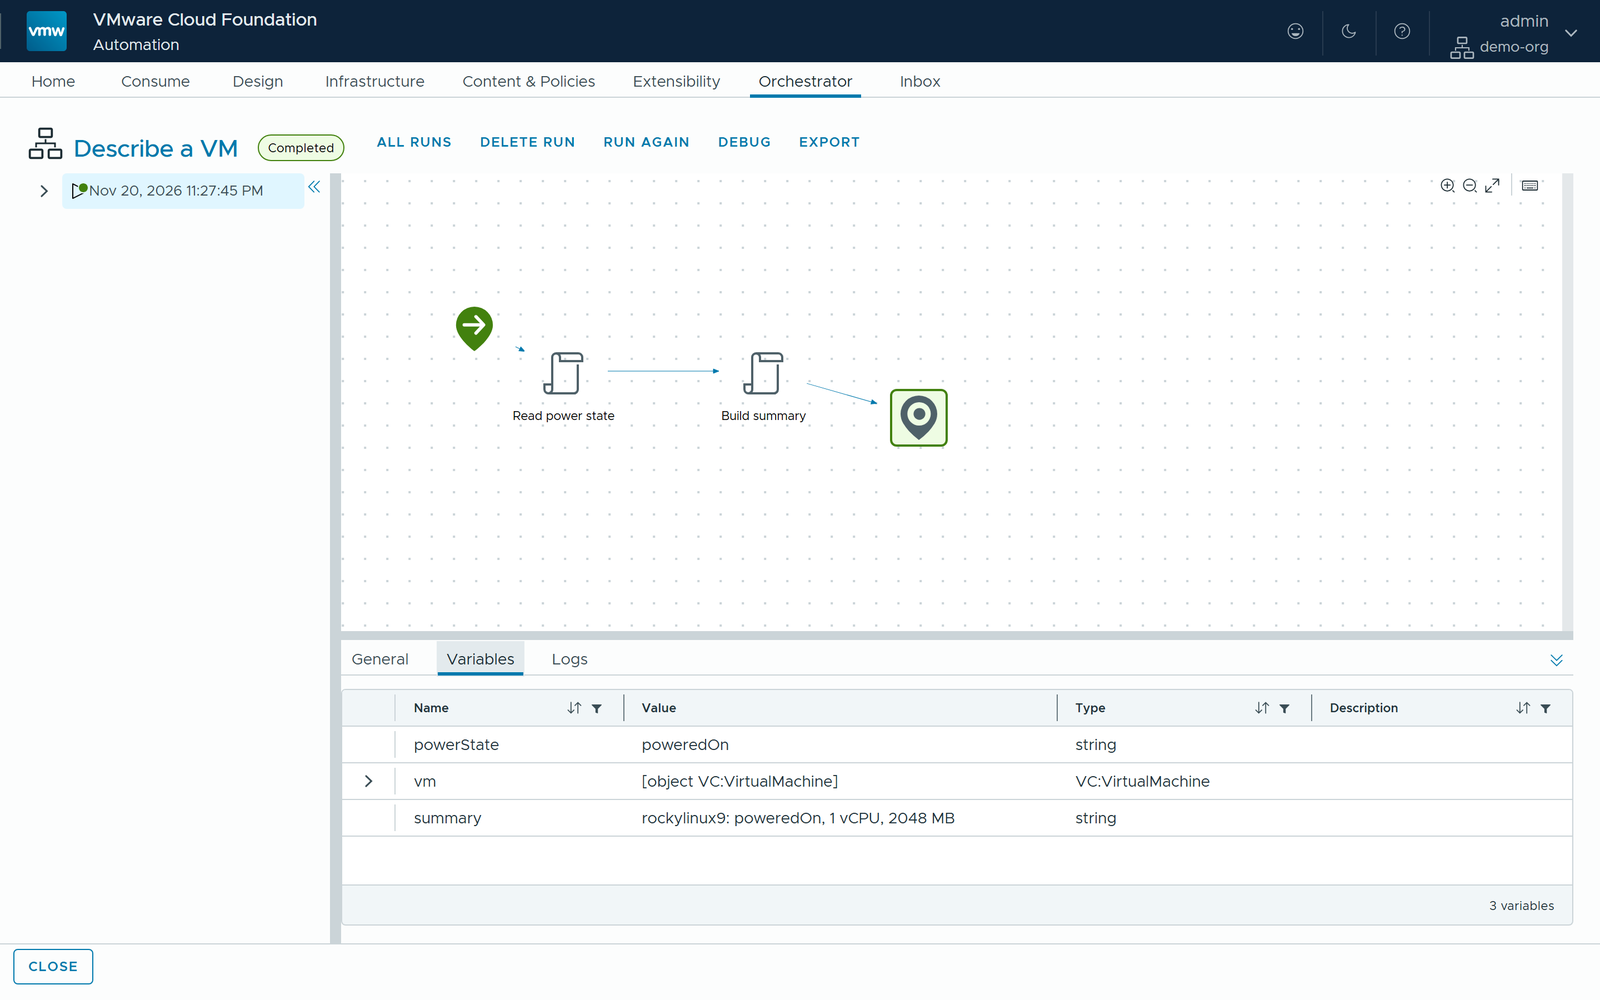 vmw
VMware Cloud Foundation
Automation
admin
demo-org
Home Consume Design Infrastructure Content & Policies Extensibility Orchestrator Inbox
Describe a VM Completed ALL RUNS DELETE RUN RUN AGAIN DEBUG EXPORT
Nov 20, 2026 11:27:45 PM
Read power state Build summary
General Variables Logs
Name Value Type Description
powerState poweredOn string
vm [object VC:VirtualMachine] VC:VirtualMachine
summary rockylinux9: poweredOn, 1 vCPU, 2048 MB string
3 variables
CLOSE